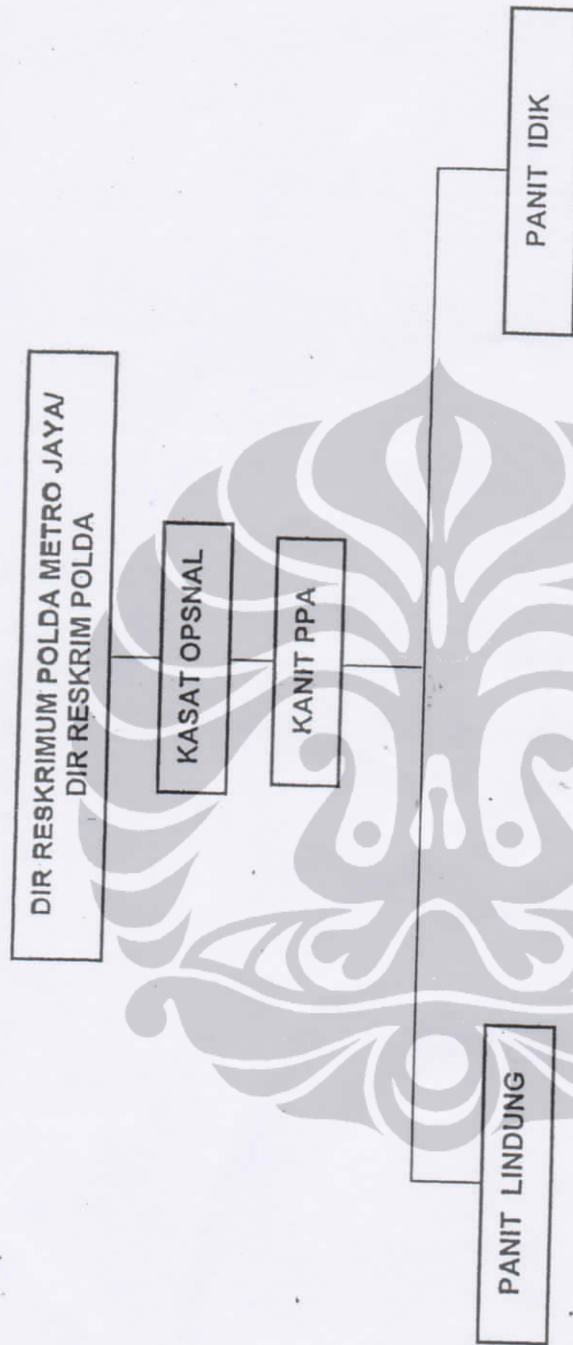 DIR RESKRIMUM POLDA METRO JAYA/
DIR RESKRIM POLDA
KASAT OPSNAL
KANIT PPA
PANIT LINDUNG
PANIT IDIK